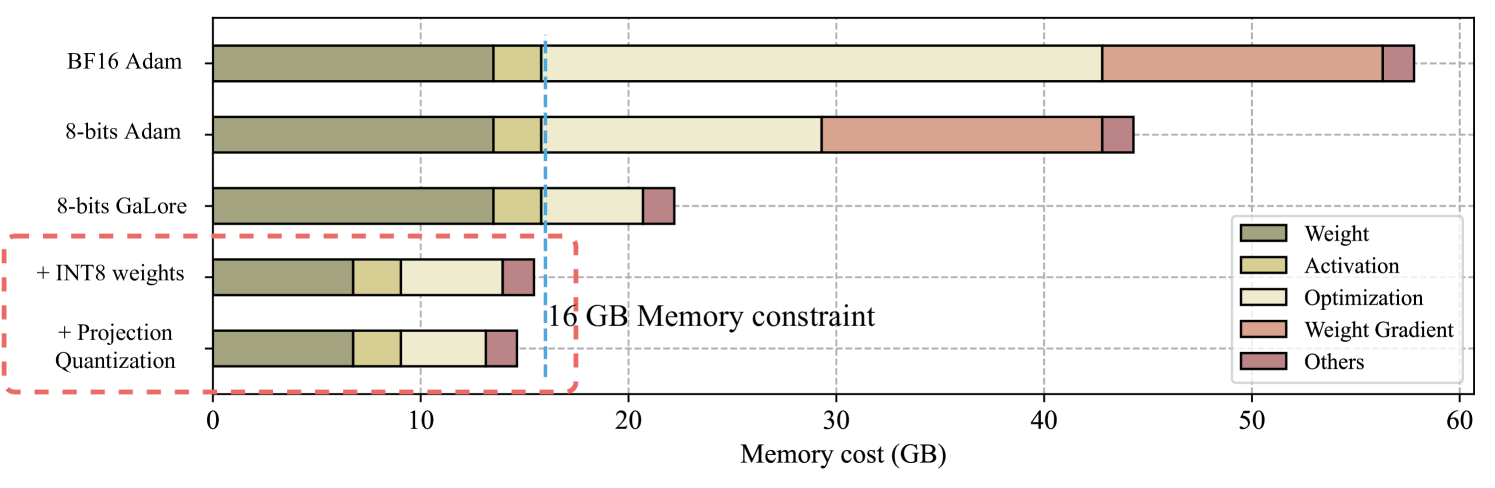 BF16 Adam
8-bits Adam
8-bits GaLore
+ INT8 weights
+ Projection
Quantization
16 GB Memory constraint
Weight
Activation
Optimization
Weight Gradient
Others
0 10 20 30 40 50 60
Memory cost (GB)